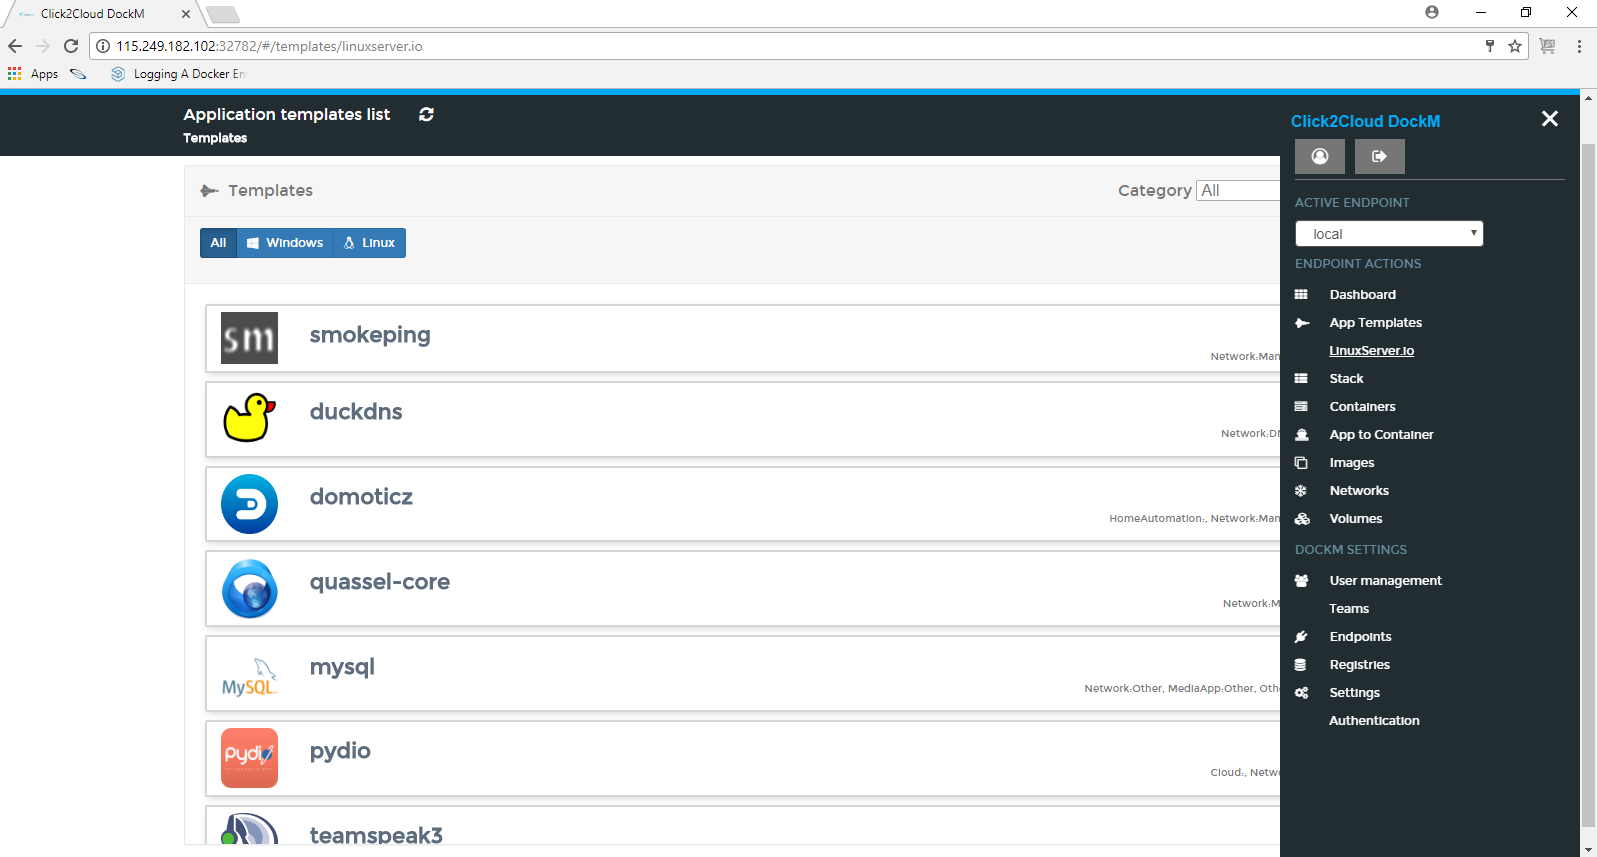 Click2Cloud DockM
115.249.182.102:32782/#/templates/linuxserver.io
Apps
Logging A Docker En
Application templates list
Templates
Templates
Category All
All Windows Linux
sm
smokeping
Network:Man
duckdns
Network:D
domoticz
HomeAutomation:, Network:Man
quassel-core
Network:M
MySQL
mysql
Network:Other, MediaApp:Other, Oth
pydio
pydio
Cloud:, Netwo
teamspeak3
Click2Cloud DockM
ACTIVE ENDPOINT
local
ENDPOINT ACTIONS
Dashboard
App Templates
LinuxServer.io
Stack
Containers
App to Container
Images
Networks
Volumes
DOCKM SETTINGS
User management
Teams
Endpoints
Registries
Settings
Authentication